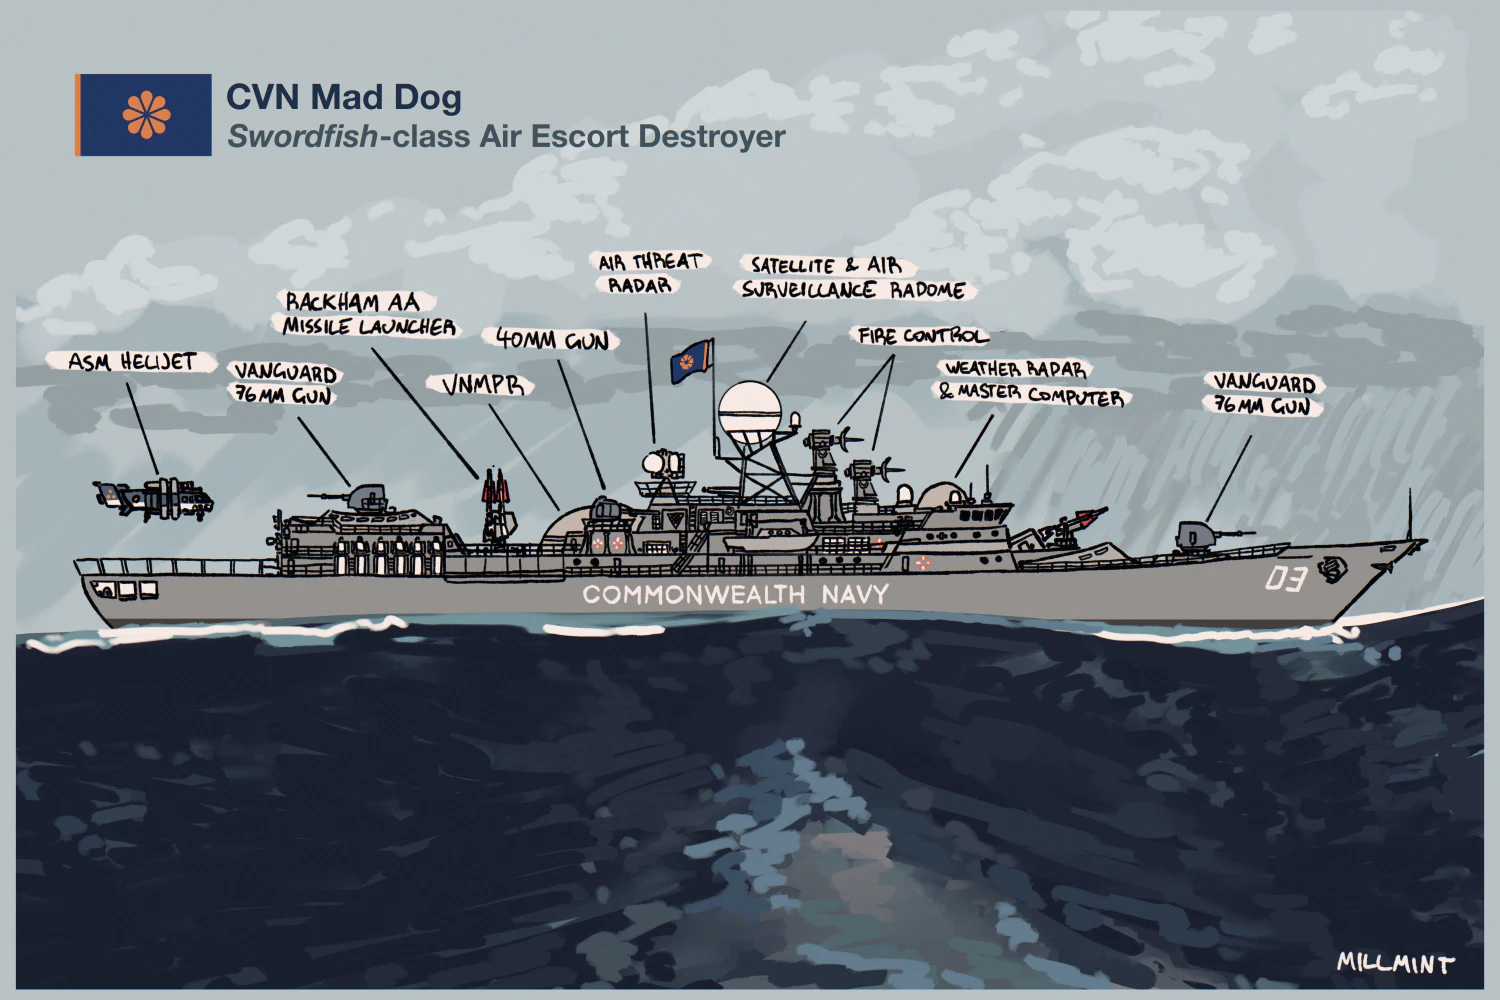 CVN Mad Dog
Swordfish-class Air Escort Destroyer
AIR THREAT
RADAR
SATELLITE & AIR
SURVEILLANCE RADOME
RACKHAM AA
MISSILE LAUNCHER
40MM GUN
FIRE CONTROL
ASM HELIJET
VANGUARD
76MM GUN
VNMPR
WEATHER RADAR
& MASTER COMPUTER
VANGUARD
76MM GUN
COMMONWEALTH NAVY
03
MILLMINT